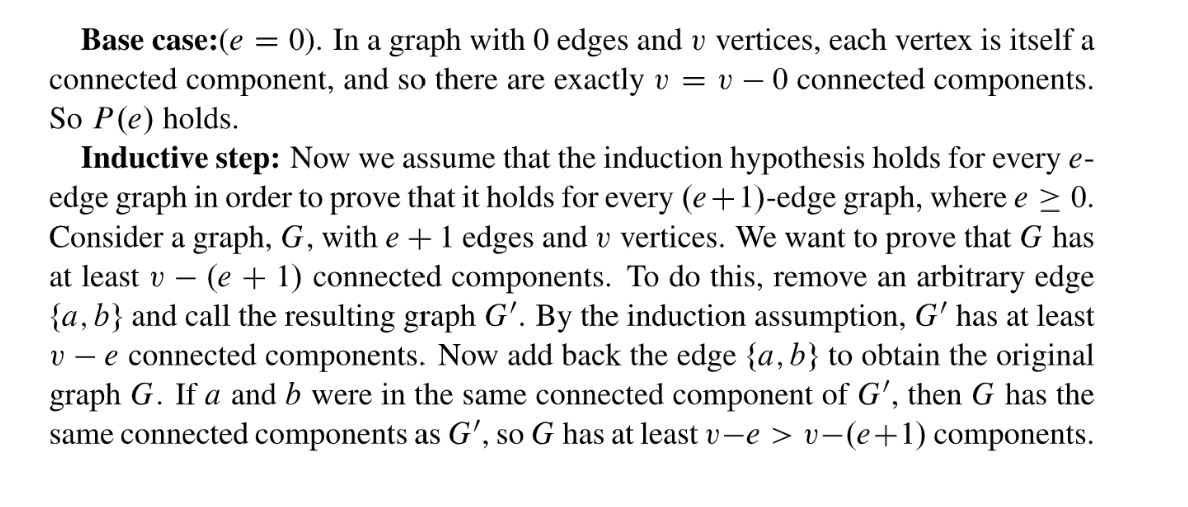 Base case:(e = 0). In a graph with 0 edges and v vertices, each vertex is itself a
connected component, and so there are exactly v = v − 0 connected components.
So P(e) holds.
Inductive step: Now we assume that the induction hypothesis holds for every e-
edge graph in order to prove that it holds for every (e+1)-edge graph, where e ≥ 0.
Consider a graph, G, with e + 1 edges and v vertices. We want to prove that G has
at least v − (e + 1) connected components. To do this, remove an arbitrary edge
{a, b} and call the resulting graph G′. By the induction assumption, G′ has at least
v − e connected components. Now add back the edge {a, b} to obtain the original
graph G. If a and b were in the same connected component of G′, then G has the
same connected components as G′, so G has at least v−e > v−(e+1) components.